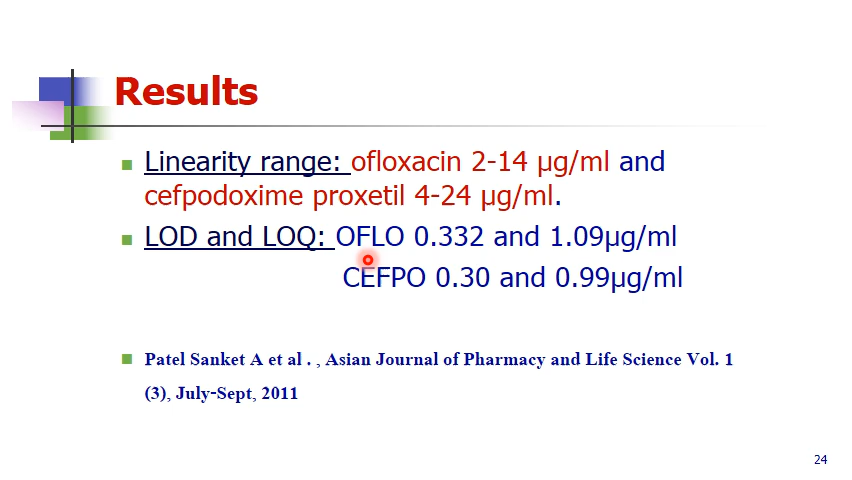 Results
Linearity range: ofloxacin 2-14 µg/ml and
cefpodoxime proxetil 4-24 µg/ml.
LOD and LOQ: OFLO 0.332 and 1.09µg/ml
CEFPO 0.30 and 0.99µg/ml
Patel Sanket A et al . , Asian Journal of Pharmacy and Life Science Vol. 1
(3), July-Sept, 2011
24